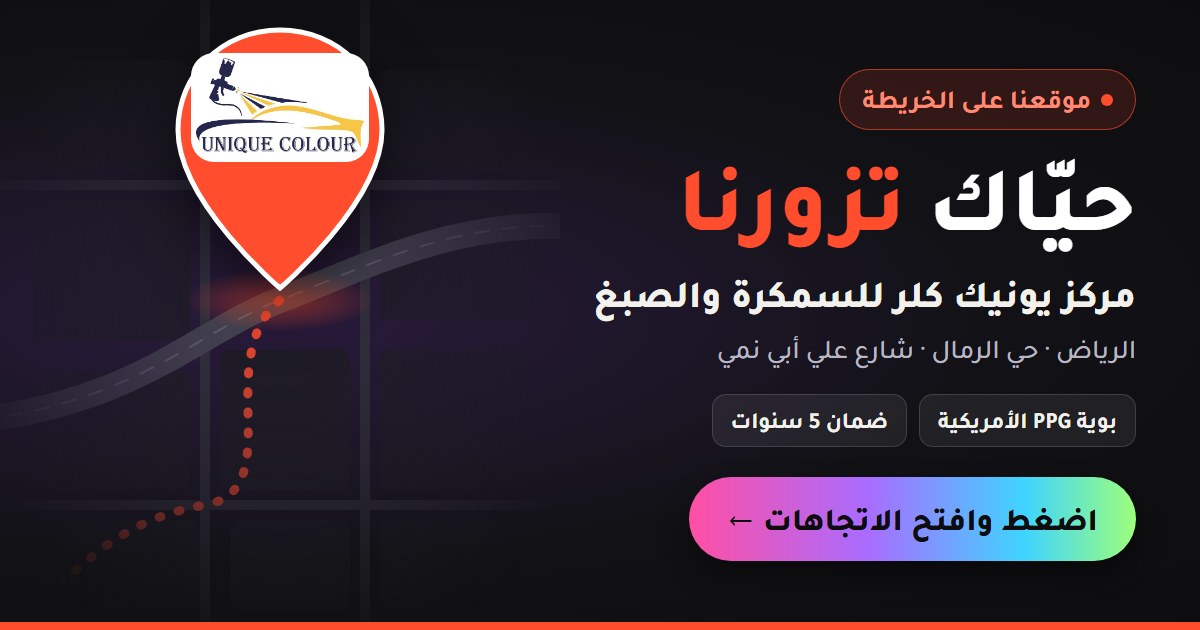 موقعنا على الخريطة
حيّاك تزورنا
مركز يونيك كلر للسمكرة والصبغ
الرياض · حي الرمال · شارع علي أبي نمي
بوية PPG الأمريكية
ضمان 5 سنوات
اضغط وافتح الاتجاهات ←
UNIQUE COLOUR